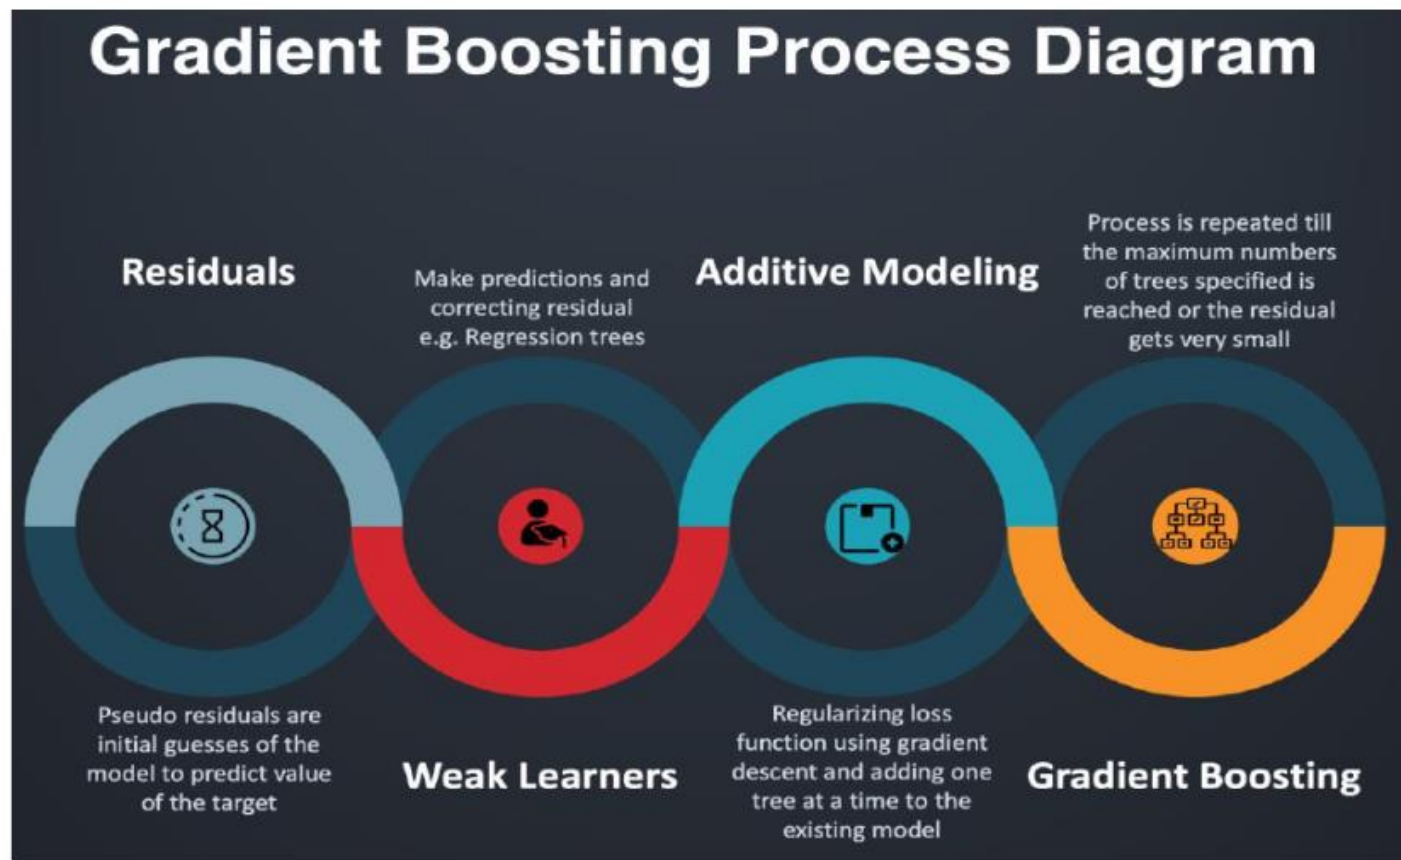 Gradient Boosting Process Diagram
Residuals
Pseudo residuals are
initial guesses of the
model to predict value
of the target
Make predictions and
correcting residual
e.g. Regression trees
Weak Learners
Additive Modeling
Regularizing loss
function using gradient
descent and adding one
tree at a time to the
existing model
Process is repeated till
the maximum numbers
of trees specified is
reached or the residual
gets very small
Gradient Boosting